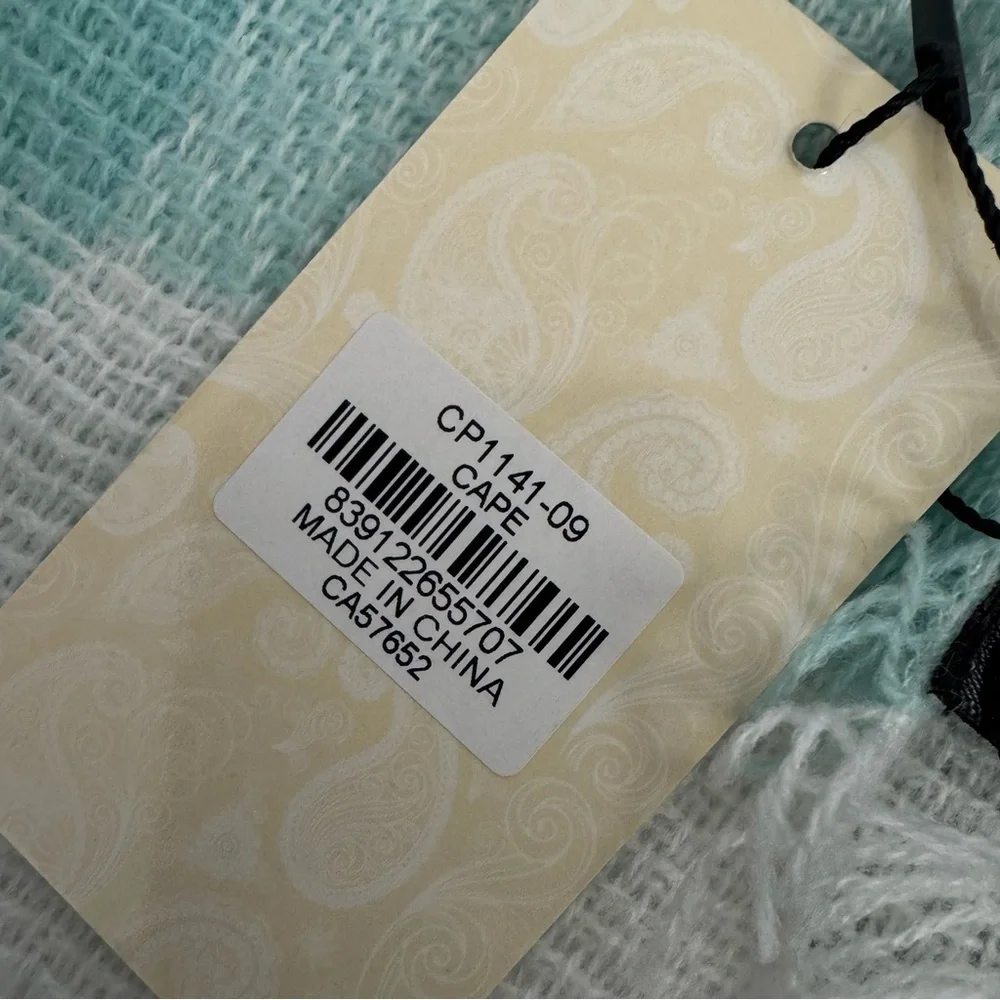 CP1141-09
CAPE
839122655707
MADE IN CHINA
CA57652